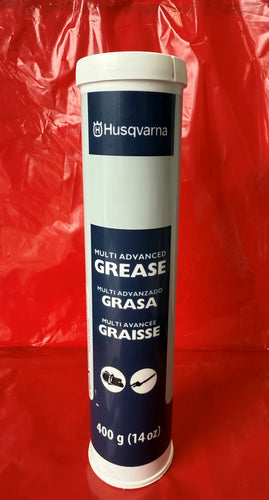 Husqvarna
MULTI ADVANCED
GREASE
MULTI ADVANZADO
GRASA
MULTI AVANCÉE
GRAISSE
400 g (14 oz)